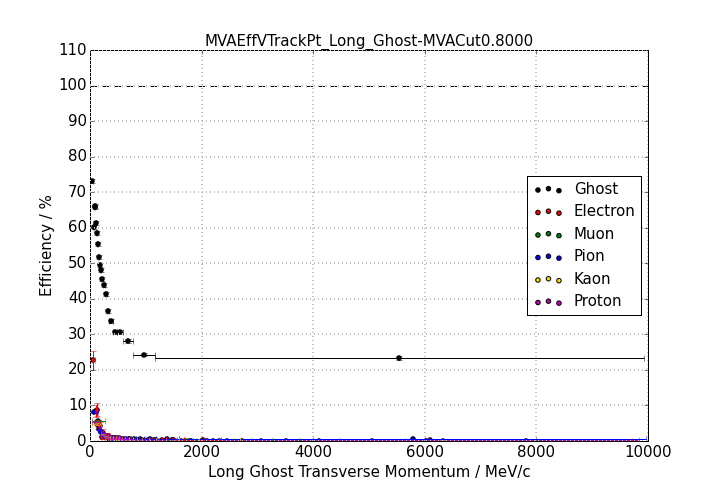 MVAEffVTrackPt_Long_Ghost-MVACut0.8000
110
100
90
80
70
60
50
40
30
20
10
0
Efficiency / %
Ghost
Electron
Muon
Pion
Kaon
Proton
0 2000 4000 6000 8000 10000
Long Ghost Transverse Momentum / MeV/c